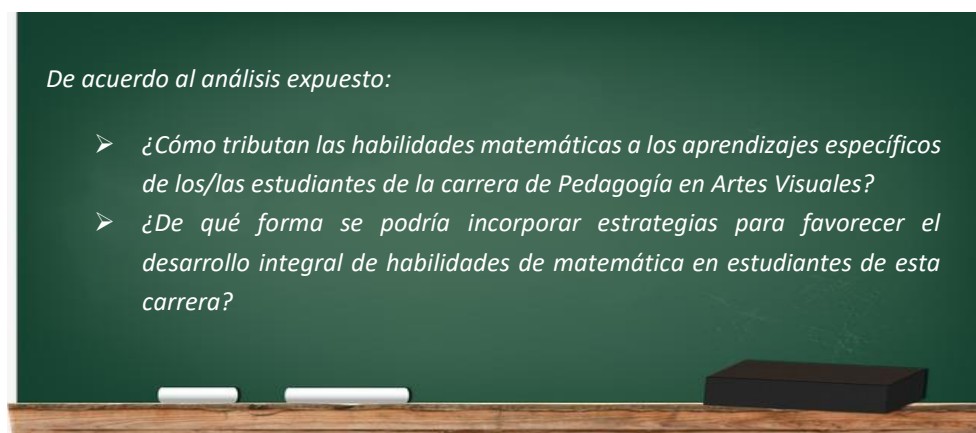 De acuerdo al análisis expuesto:
➢ ¿Cómo tributan las habilidades matemáticas a los aprendizajes específicos
de los/las estudiantes de la carrera de Pedagogía en Artes Visuales?
➢ ¿De qué forma se podría incorporar estrategias para favorecer el
desarrollo integral de habilidades de matemática en estudiantes de esta
carrera?